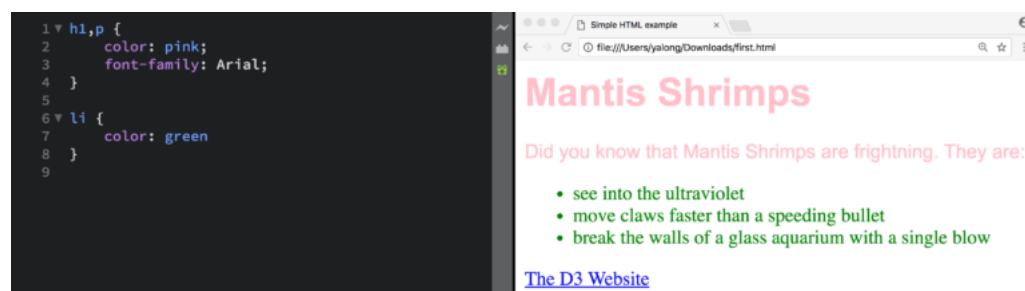 1 h1,p {
2 color: pink;
3 font-family: Arial;
4 }
5
6 li {
7 color: green
8 }
9
Simple HTML example
file:///Users/yalong/Downloads/first.html
Mantis Shrimps
Did you know that Mantis Shrimps are frightning. They are:
• see into the ultraviolet
• move claws faster than a speeding bullet
• break the walls of a glass aquarium with a single blow
The D3 Website